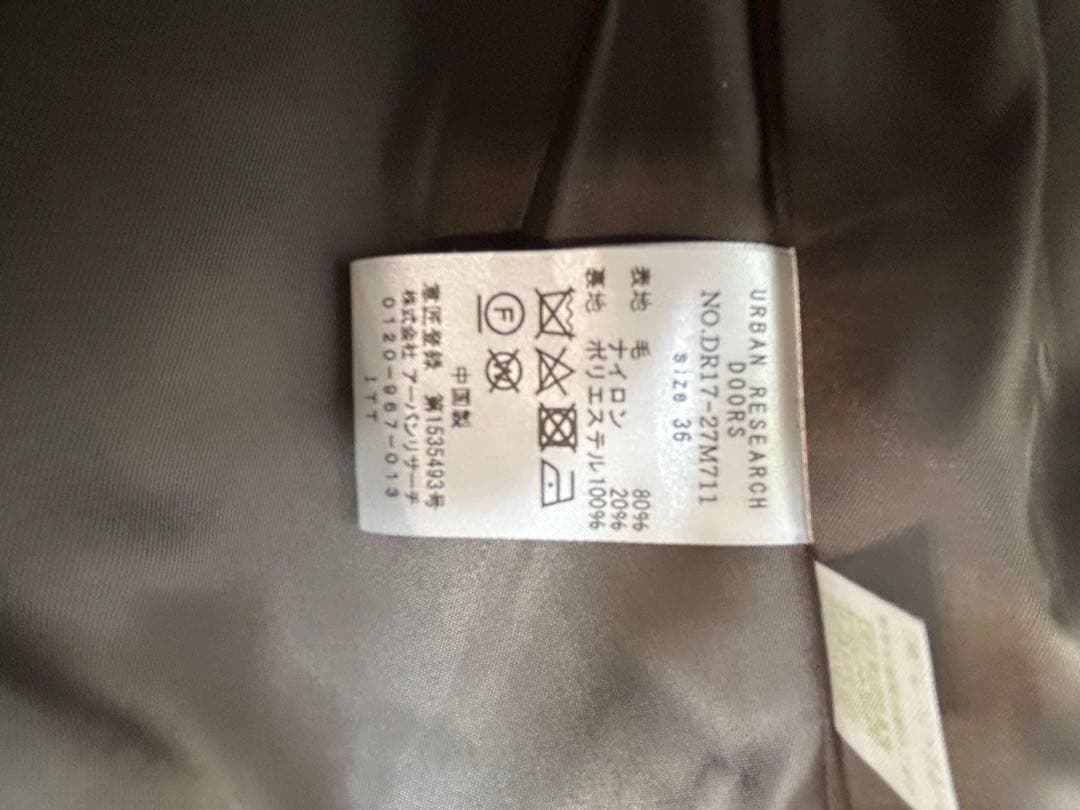 URBAN RESEARCH
DOORS
NO.DR17-27M711
size 36
表地 毛 80%
ナイロン 20%
裏地 ポリエステル100%
F W
中国製
意匠登録 第1535493号
株式会社 アーバンリサーチ
0120-967-013
ITT